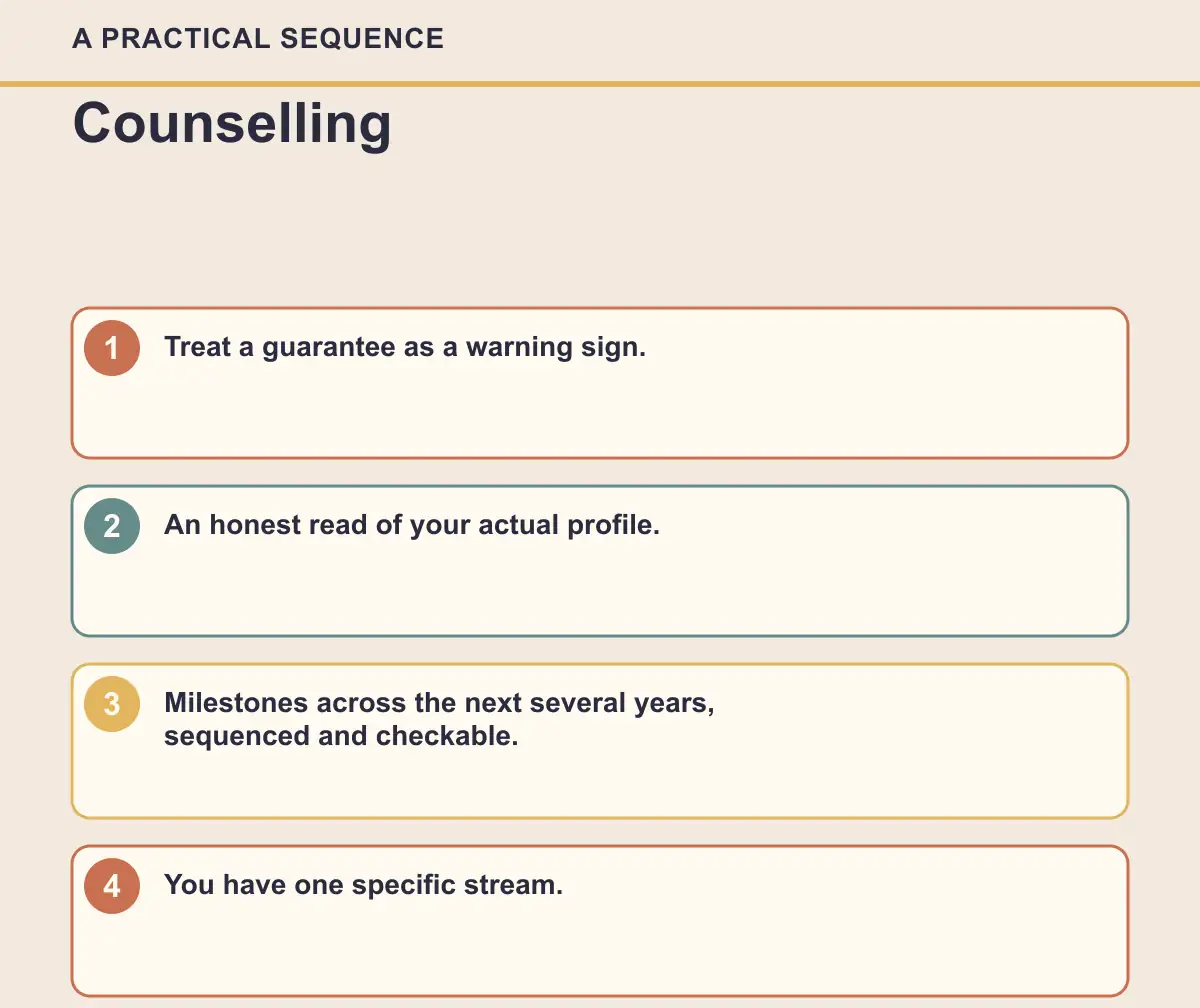 A PRACTICAL SEQUENCE
Counselling
1
Treat a guarantee as a warning sign.
2
An honest read of your actual profile.
3
Milestones across the next several years,
sequenced and checkable.
4
You have one specific stream.